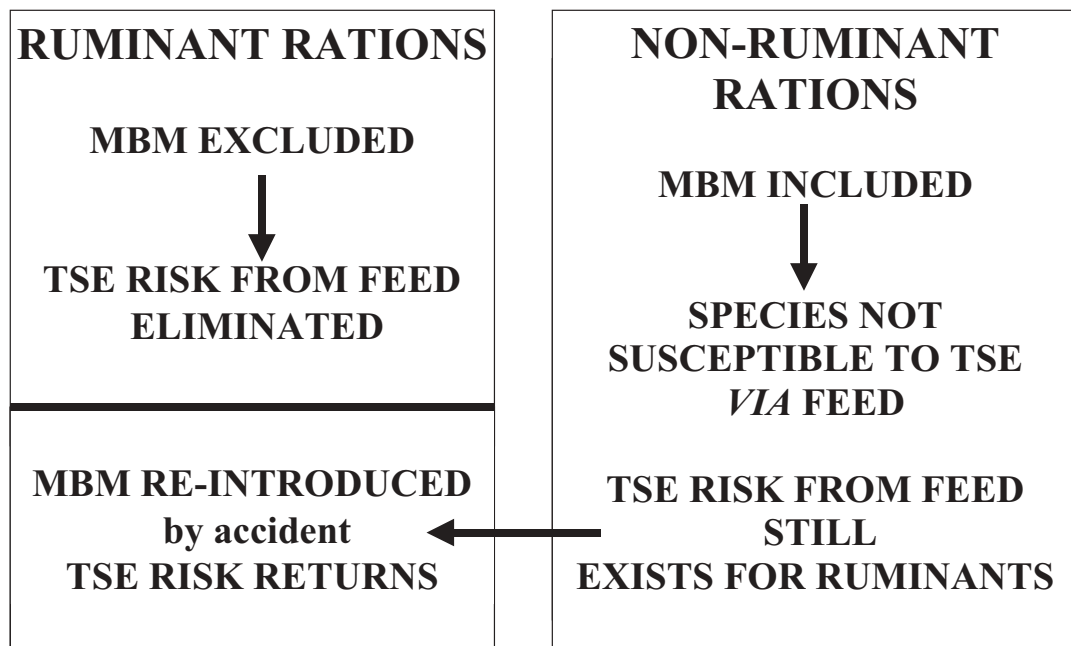 RUMINANT RATIONS
MBM EXCLUDED
TSE RISK FROM FEED
ELIMINATED
MBM RE-INTRODUCED
by accident
TSE RISK RETURNS
NON-RUMINANT
RATIONS
MBM INCLUDED
SPECIES NOT
SUSCEPTIBLE TO TSE
VIA FEED
TSE RISK FROM FEED
STILL
EXISTS FOR RUMINANTS